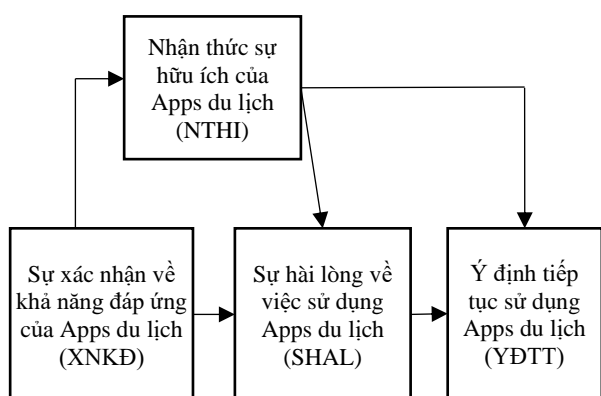 Nhận thức sự
hữu ích của
Apps du lịch
(NTHI)
Sự xác nhận về
khả năng đáp ứng
của Apps du lịch
(XNKĐ)
Sự hài lòng về
việc sử dụng
Apps du lịch
(SHAL)
Ý định tiếp
tục sử dụng
Apps du lịch
(YĐTT)